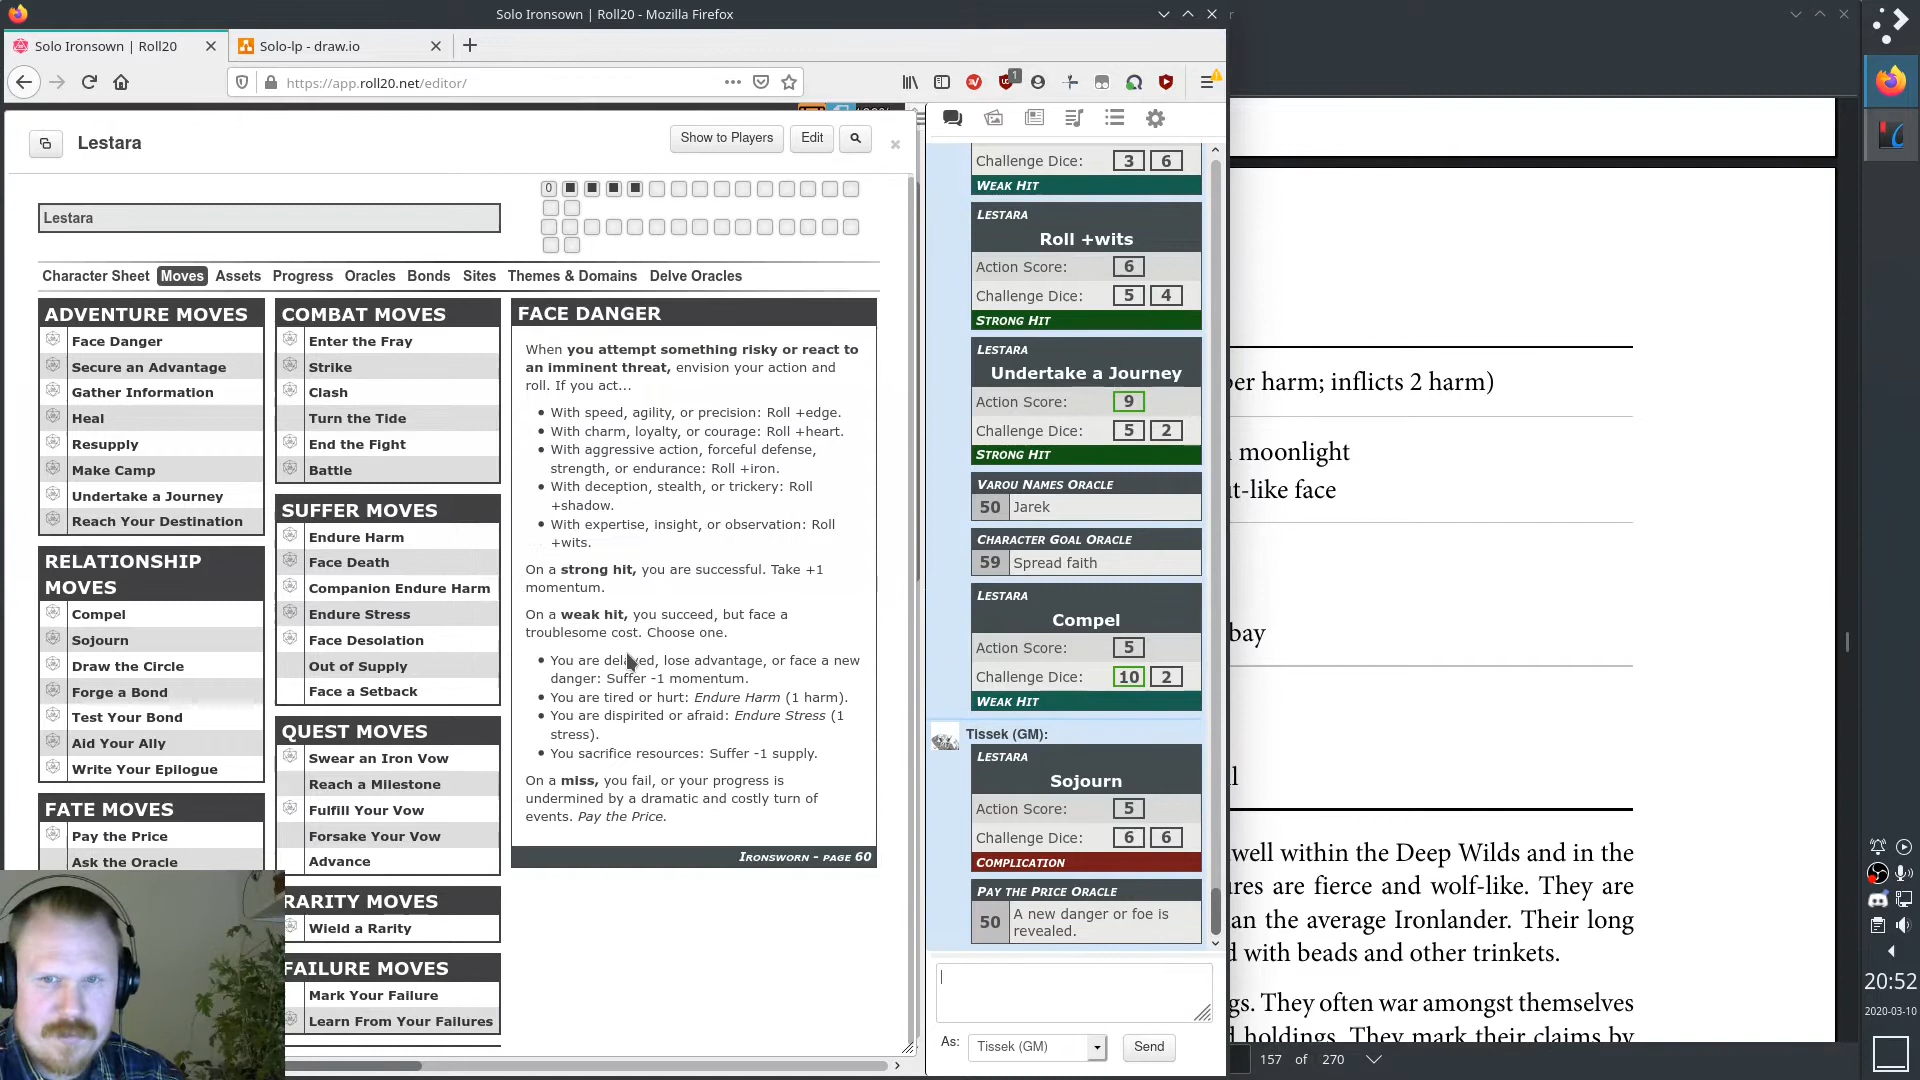 Solo Ironsown | Roll20 - Mozilla Firefox
Solo Ironsown | Roll20
Solo-lp - draw.io
https://app.roll20.net/editor/
1
Lestara
Show to Players
Edit
0
Lestara
Character Sheet
Moves
Assets
Progress
Oracles
Bonds
Sites
Themes & Domains
Delve Oracles
ADVENTURE MOVES
Face Danger
Secure an Advantage
Gather Information
Heal
Resupply
Make Camp
Undertake a Journey
Reach Your Destination
RELATIONSHIP
MOVES
Compel
Sojourn
Draw the Circle
Forge a Bond
Test Your Bond
Aid Your Ally
Write Your Epilogue
FATE MOVES
Pay the Price
Ask the Oracle
COMBAT MOVES
Enter the Fray
Strike
Clash
Turn the Tide
End the Fight
Battle
SUFFER MOVES
Endure Harm
Face Death
Companion Endure Harm
Endure Stress
Face Desolation
Out of Supply
Face a Setback
QUEST MOVES
Swear an Iron Vow
Reach a Milestone
Fulfill Your Vow
Forsake Your Vow
Advance
RARITY MOVES
Wield a Rarity
FAILURE MOVES
Mark Your Failure
Learn From Your Failures
FACE DANGER
When you attempt something risky or react to
an imminent threat, envision your action and
roll. If you act...
• With speed, agility, or precision: Roll +edge.
• With charm, loyalty, or courage: Roll +heart.
• With aggressive action, forceful defense,
strength, or endurance: Roll +iron.
• With deception, stealth, or trickery: Roll
+shadow.
• With expertise, insight, or observation: Roll
+wits.
On a strong hit, you are successful. Take +1
momentum.
On a weak hit, you succeed, but face a
troublesome cost. Choose one.
• You are delayed, lose advantage, or face a new
danger: Suffer -1 momentum.
• You are tired or hurt: Endure Harm (1 harm).
• You are dispirited or afraid: Endure Stress (1
stress).
• You sacrifice resources: Suffer -1 supply.
On a miss, you fail, or your progress is
undermined by a dramatic and costly turn of
events. Pay the Price.
IRONSWORN - PAGE 60
Challenge Dice: 3 6
WEAK HIT
LESTARA
Roll +wits
Action Score: 6
Challenge Dice: 5 4
STRONG HIT
LESTARA
Undertake a Journey
Action Score: 9
Challenge Dice: 5 2
STRONG HIT
VAROU NAMES ORACLE
50 Jarek
CHARACTER GOAL ORACLE
59 Spread faith
LESTARA
Compel
Action Score: 5
Challenge Dice: 10 2
WEAK HIT
Tissek (GM):
LESTARA
Sojourn
Action Score: 5
Challenge Dice: 6 6
COMPLICATION
PAY THE PRICE ORACLE
50 A new danger or foe is
revealed.
As: Tissek (GM) Send
er harm; inflicts 2 harm)
moonlight
t-like face
bay
well within the Deep Wilds and in the
res are fierce and wolf-like. They are
an the average Ironlander. Their long
d with beads and other trinkets.
gs. They often war amongst themselves
holdings. They mark their claims by
157 of 270
20:52
2020-03-10